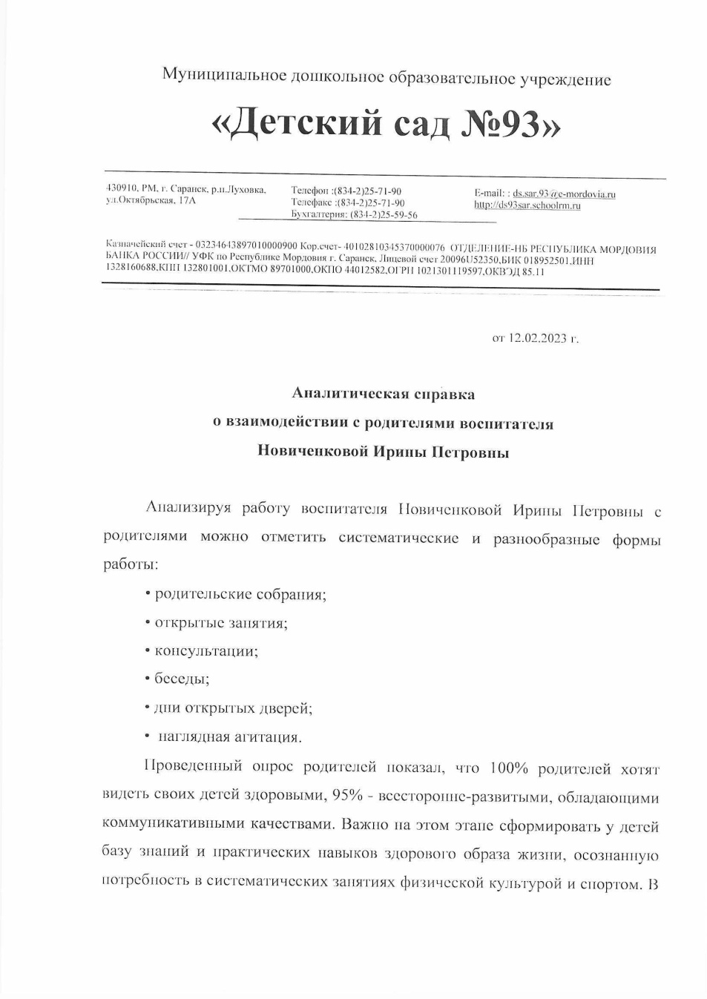 Муниципальное дошкольное образовательное учреждение
«Детский сад №93»
430910, РМ, г. Саранск, р.п.Луховка,
ул.Октябрьская, 17А
Телефон :(834-2)25-71-90
Телефакс :(834-2)25-71-90
Бухгалтерия: (834-2)25-59-56
E-mail: : ds.sar.93@e-mordovia.ru
http://ds93sar.schoolrm.ru
Казначейский счет - 03234643897010000900 Кор.счет- 40102810345370000076 ОТДЕЛЕНИЕ-НБ РЕСПУБЛИКА МОРДОВИЯ
БАНКА РОССИИ// УФК по Республике Мордовия г. Саранск, Лицевой счет 20096U52350,БИК 018952501,ИНН
1328160688,КПП 132801001,ОКТМО 89701000,ОКПО 44012582,ОГРН 1021301119597,ОКВЭД 85.11
от 12.02.2023 г.
Аналитическая справка
о взаимодействии с родителями воспитателя
Новиченковой Ирины Петровны
Анализируя работу воспитателя Новиченковой Ирины Петровны с
родителями можно отметить систематические и разнообразные формы
работы:
• родительские собрания;
• открытые занятия;
• консультации;
• беседы;
• дни открытых дверей;
• наглядная агитация.
Проведенный опрос родителей показал, что 100% родителей хотят
видеть своих детей здоровыми, 95% - всесторонне-развитыми, обладающими
коммуникативными качествами. Важно на этом этапе сформировать у детей
базу знаний и практических навыков здорового образа жизни, осознанную
потребность в систематических занятиях физической культурой и спортом. В